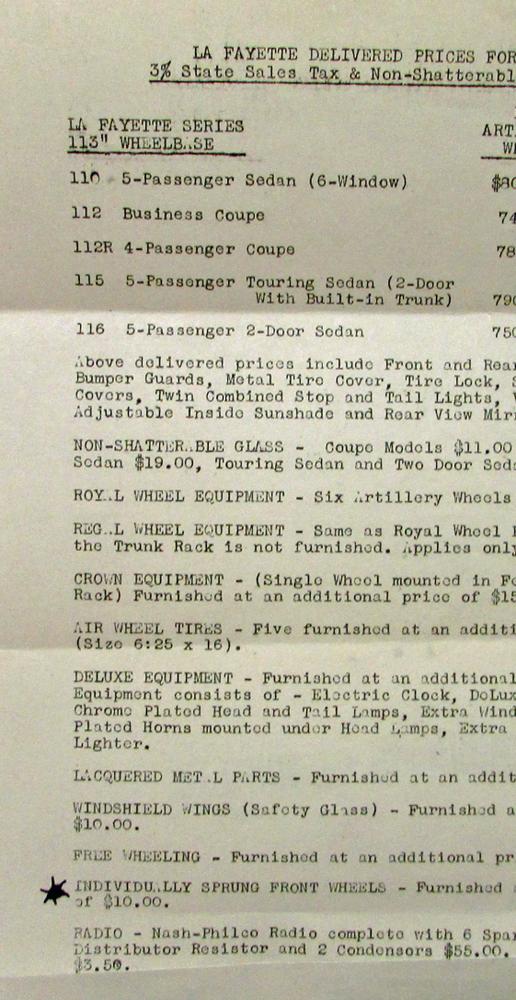 LA FAYETTE DELIVERED PRICES FOR
3% State Sales Tax & Non-Shatterabl
LA FAYETTE SERIES
113" WHEELBASE
ART
110 5-Passenger Sedan (6-Window)
112 Business Coupe 74
112R 4-Passenger Coupe 78
115 5-Passenger Touring Sedan (2-Door
With Built-in Trunk) 790
116 5-Passenger 2-Door Sedan 750
Above delivered prices include Front and Rear
Bumper Guards, Metal Tire Cover, Tire Lock, S
Covers, Twin Combined Stop and Tail Lights, V
Adjustable Inside Sunshade and Rear View Mir
NON-SHATTERABLE GLASS - Coupe Models $11.00
Sedan $19.00, Touring Sedan and Two Door Sed
ROYAL WHEEL EQUIPMENT - Six Artillery Wheels
REGAL WHEEL EQUIPMENT - Same as Royal Wheel
the Trunk Rack is not furnished. Applies only
CROWN EQUIPMENT - (Single Wheel mounted in Fe
Rack) Furnished at an additional price of $15
AIR WHEEL TIRES - Five furnished at an additi
(Size 6:25 x 16).
DELUXE EQUIPMENT - Furnished at an additional
Equipment consists of - Electric Clock, DeLux
Chrome Plated Head and Tail Lamps, Extra Wind
Plated Horns mounted under Head Lamps, Extra
Lighter.
LACQUERED METAL PARTS - Furnished at an addit
WINDSHIELD WINGS (Safety Glass) - Furnished a
$10.00.
FREE WHEELING - Furnished at an additional pr
INDIVIDUALLY SPRUNG FRONT WHEELS - Furnished
of $10.00.
RADIO - Nash-Philco Radio complete with 6 Spar
Distributor Resistor and 2 Condensors $55.00.
$3.50.